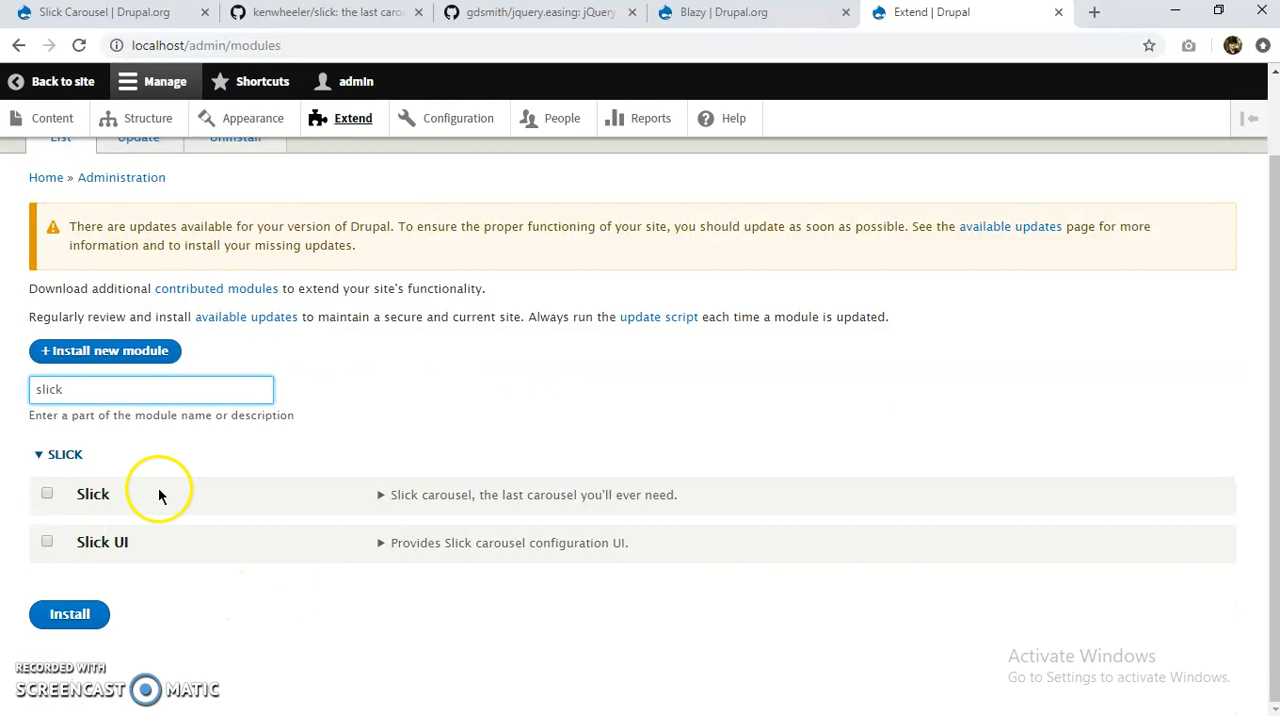 Slick Carousel | Drupal.org
kenwheeler/slick: the last carou
gdsmith/jquery.easing: jQuery
Blazy | Drupal.org
Extend | Drupal
localhost/admin/modules
Back to site
Manage
Shortcuts
admin
Content
Structure
Appearance
Extend
Configuration
People
Reports
Help
List
Update
Uninstall
Home » Administration
There are updates available for your version of Drupal. To ensure the proper functioning of your site, you should update as soon as possible. See the available updates page for more
information and to install your missing updates.
Download additional contributed modules to extend your site's functionality.
Regularly review and install available updates to maintain a secure and current site. Always run the update script each time a module is updated.
+ Install new module
slick
Enter a part of the module name or description
▼ SLICK
Slick
► Slick carousel, the last carousel you'll ever need.
Slick UI
► Provides Slick carousel configuration UI.
Install
Activate Windows
Go to Settings to activate Windows.
RECORDED WITH
SCREENCAST MATIC